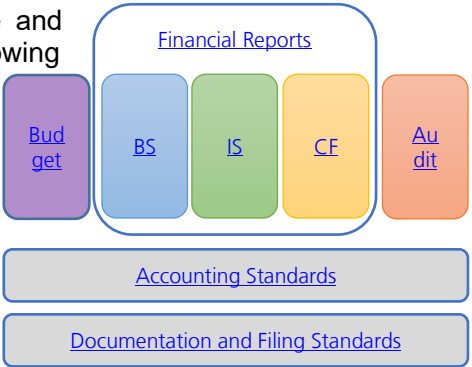 and
owing
Financial Reports
Bud
get
BS
IS
CF
Au
dit
Accounting Standards
Documentation and Filing Standards